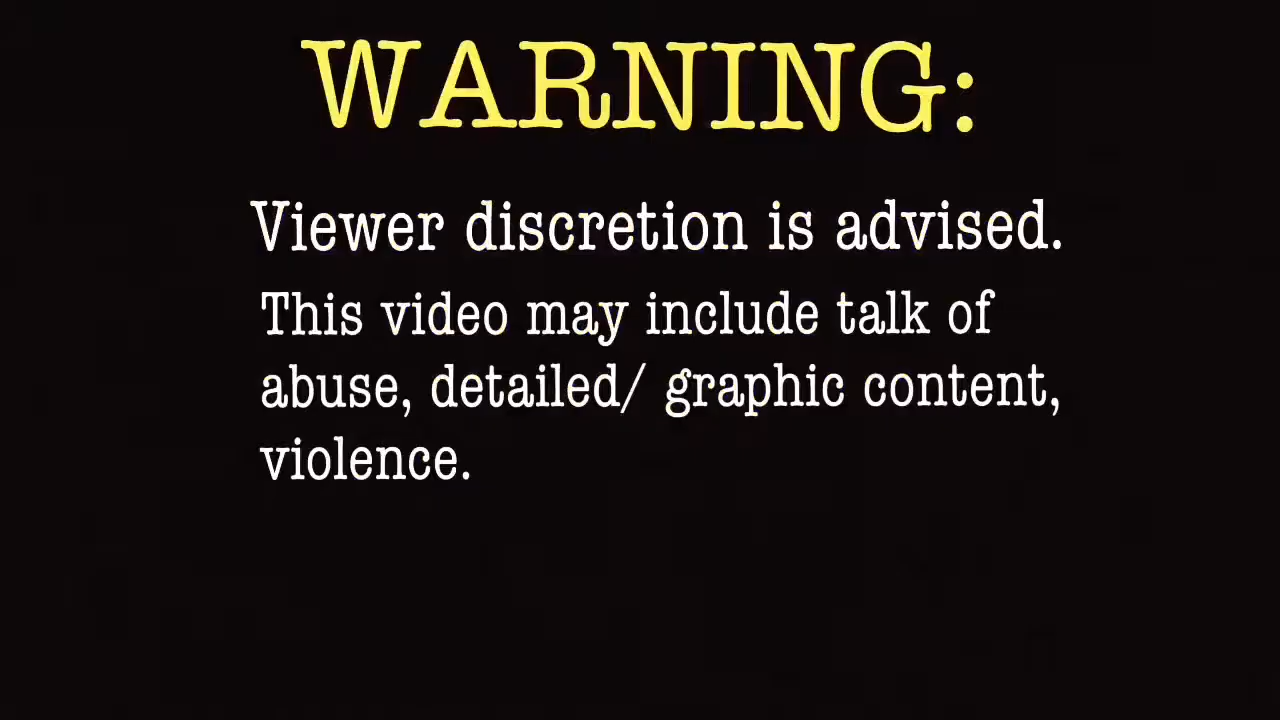 WARNING:
Viewer discretion is advised.
This video may include talk of
abuse, detailed/ graphic content,
violence.